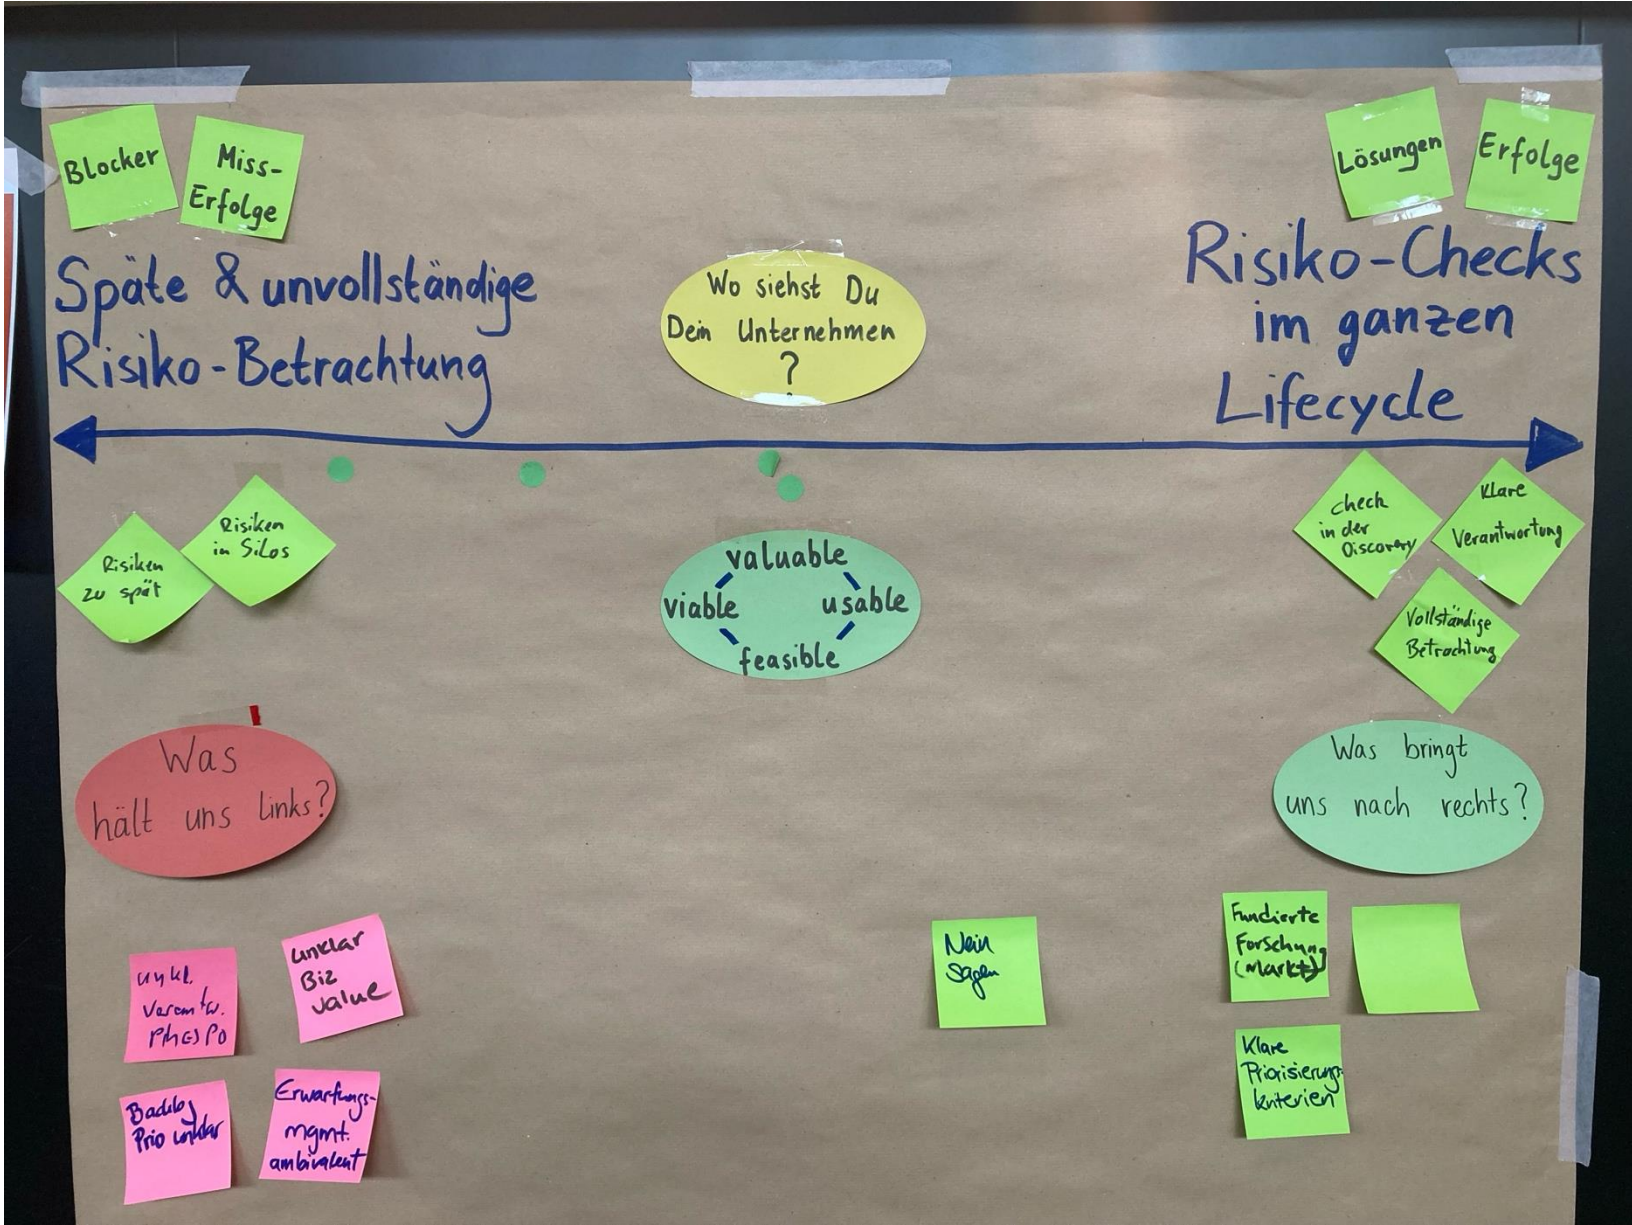 Blocker
Miss-
Erfolge
Lösungen
Erfolge
Späte & unvollständige
Risiko-Betrachtung
Wo siehst Du
Dein Unternehmen
?
Risiko-Checks
im ganzen
Lifecycle
Risiken
zu spät
Risiken
in Silos
valuable
viable
usable
feasible
check
in der
Discovery
Klare
Verantwortung
Vollständige
Betrachtung
Was
hält uns links?
Was bringt
uns nach rechts?
unkl.
Verantw.
PM<>PO
unklar
Biz
value
Backlog
Prio unklar
Erwartungs-
mgmt.
ambivalent
Nein
sagen
Fundierte
Forschung
(Markt)
Klare
Priorisierungs
kriterien